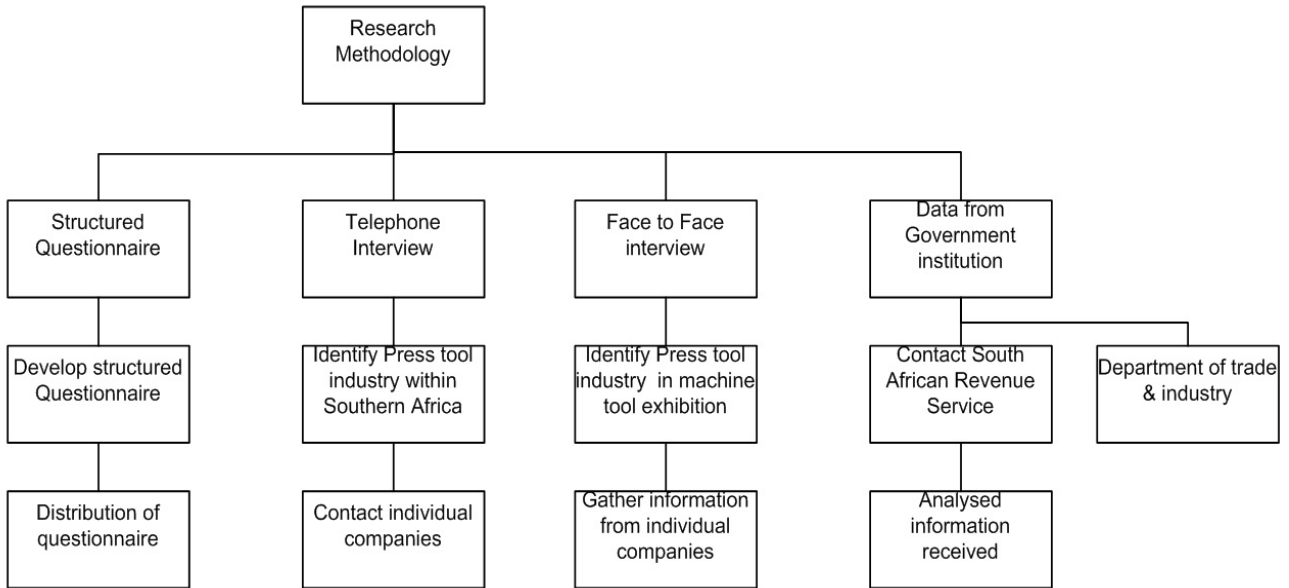 Research
Methodology
Structured
Questionnaire
Telephone
Interview
Face to Face
interview
Data from
Government
institution
Develop structured
Questionnaire
Identify Press tool
industry within
Southern Africa
Identify Press tool
industry in machine
tool exhibition
Contact South
African Revenue
Service
Department of trade
& industry
Distribution of
questionnaire
Contact individual
companies
Gather information
from individual
companies
Analysed
information
received